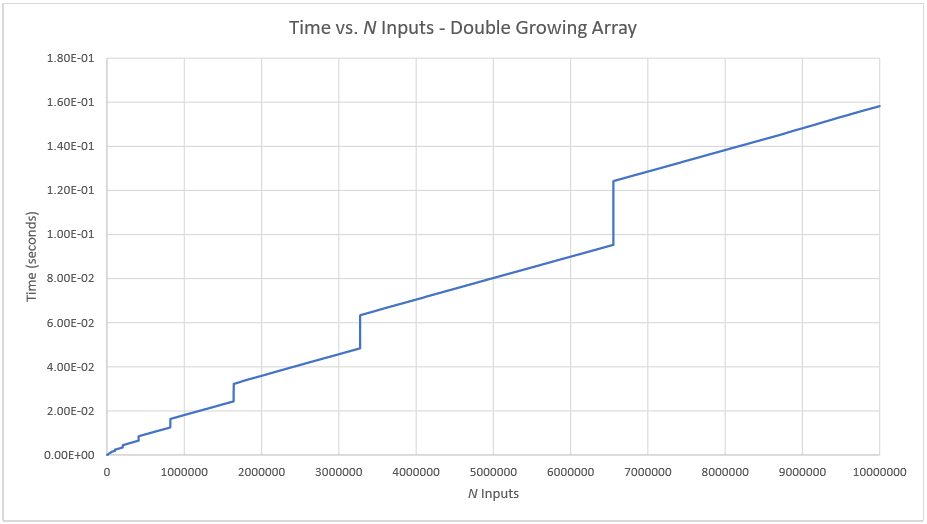 Time vs. N Inputs - Double Growing Array
1.80E-01
1.60E-01
1.40E-01
1.20E-01
1.00E-01
8.00E-02
6.00E-02
4.00E-02
2.00E-02
0.00E+00
Time (seconds)
0 1000000 2000000 3000000 4000000 5000000 6000000 7000000 8000000 9000000 10000000
N Inputs